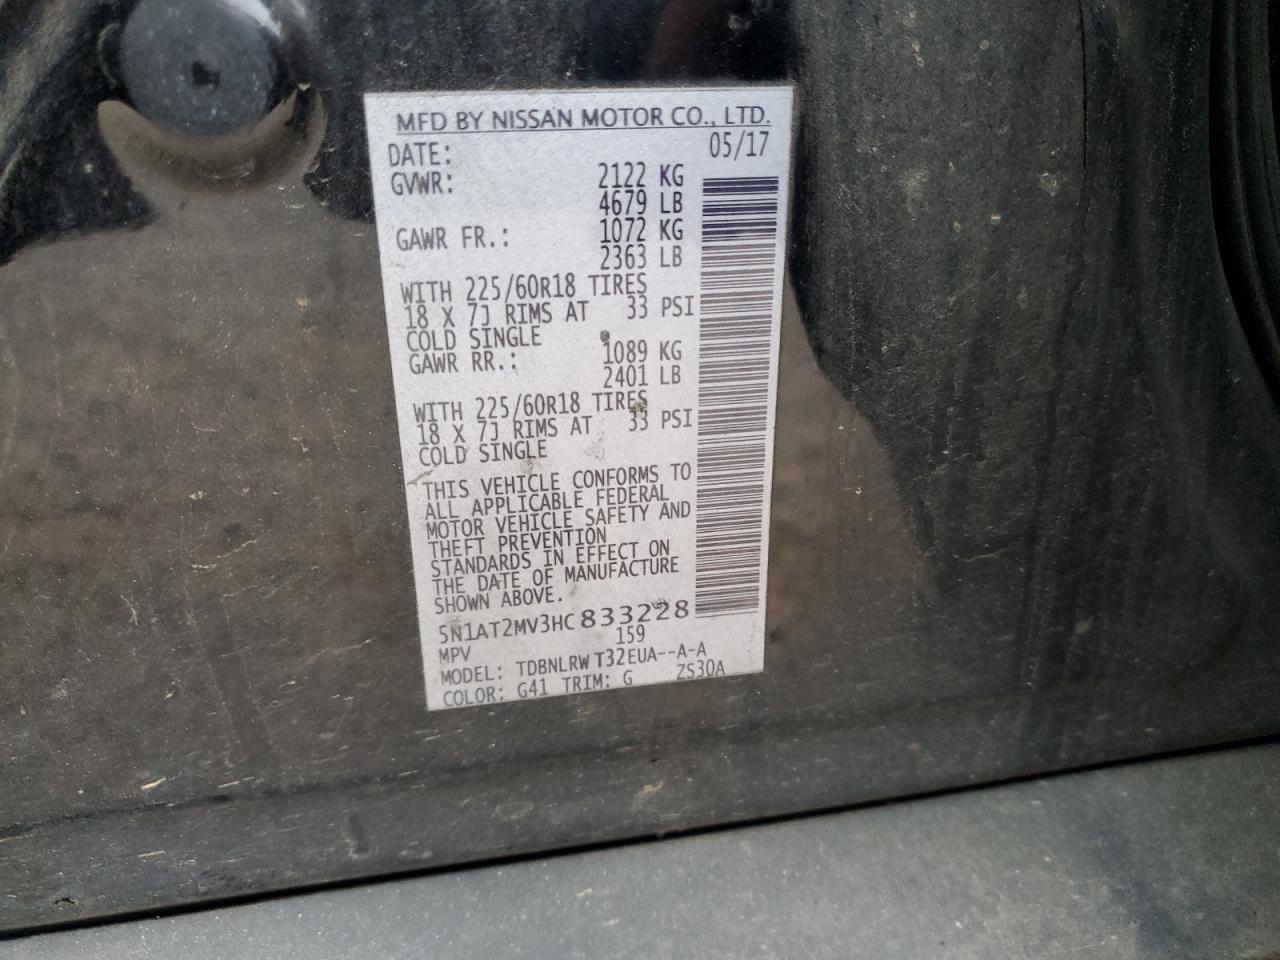 MFD BY NISSAN MOTOR CO., LTD.
DATE: 05/17
GVWR: 2122 KG
4679 LB
GAWR FR.: 1072 KG
2363 LB
WITH 225/60R18 TIRES
18 X 7J RIMS AT 33 PSI
COLD SINGLE
GAWR RR.: 1089 KG
2401 LB
WITH 225/60R18 TIRES
18 X 7J RIMS AT 33 PSI
COLD SINGLE
THIS VEHICLE CONFORMS TO
ALL APPLICABLE FEDERAL
MOTOR VEHICLE SAFETY AND
THEFT PREVENTION
STANDARDS IN EFFECT ON
THE DATE OF MANUFACTURE
SHOWN ABOVE.
5N1AT2MV3HC833228
MPV 159
MODEL: TDBNLRW T32EUA--A-A
COLOR: G41 TRIM: G ZS30A